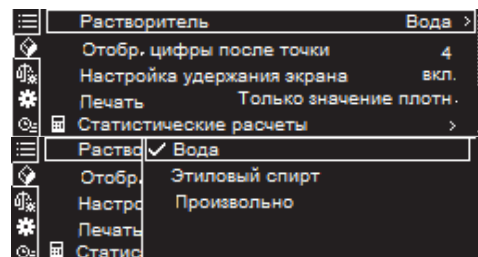 Растворитель Вода >
Отобр. цифры после точки 4
Настройка удержания экрана вкл.
Печать Только значение плотн.
Статистические расчеты >
Раство ✓ Вода
Отобр. Этиловый спирт
Настро Произвольно
Печать
Статис